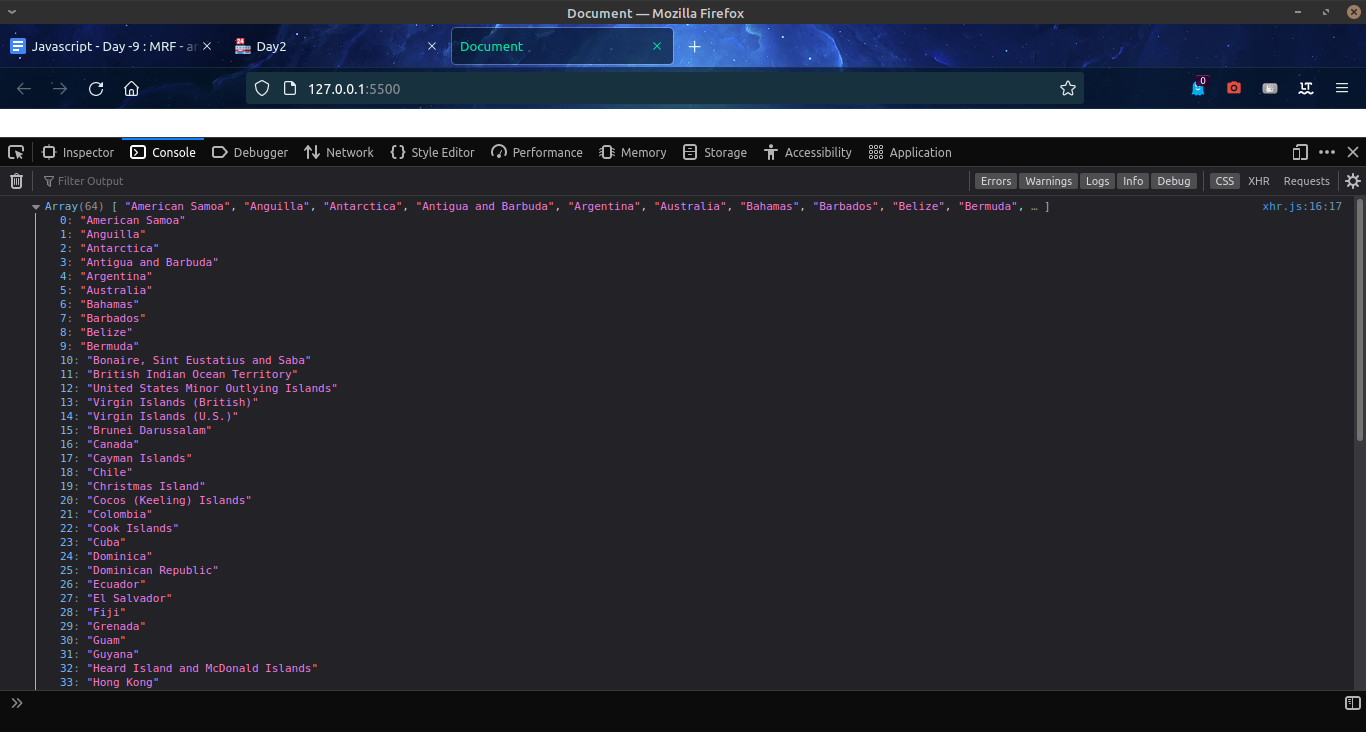 Document — Mozilla Firefox
Javascript - Day -9 : MRF - ar
Day2
Document
127.0.0.1:5500
0
Inspector Console Debugger Network Style Editor Performance Memory Storage Accessibility Application
Filter Output Errors Warnings Logs Info Debug CSS XHR Requests
Array(64) [ "American Samoa", "Anguilla", "Antarctica", "Antigua and Barbuda", "Argentina", "Australia", "Bahamas", "Barbados", "Belize", "Bermuda", … ] xhr.js:16:17
0: "American Samoa"
1: "Anguilla"
2: "Antarctica"
3: "Antigua and Barbuda"
4: "Argentina"
5: "Australia"
6: "Bahamas"
7: "Barbados"
8: "Belize"
9: "Bermuda"
10: "Bonaire, Sint Eustatius and Saba"
11: "British Indian Ocean Territory"
12: "United States Minor Outlying Islands"
13: "Virgin Islands (British)"
14: "Virgin Islands (U.S.)"
15: "Brunei Darussalam"
16: "Canada"
17: "Cayman Islands"
18: "Chile"
19: "Christmas Island"
20: "Cocos (Keeling) Islands"
21: "Colombia"
22: "Cook Islands"
23: "Cuba"
24: "Dominica"
25: "Dominican Republic"
26: "Ecuador"
27: "El Salvador"
28: "Fiji"
29: "Grenada"
30: "Guam"
31: "Guyana"
32: "Heard Island and McDonald Islands"
33: "Hong Kong"